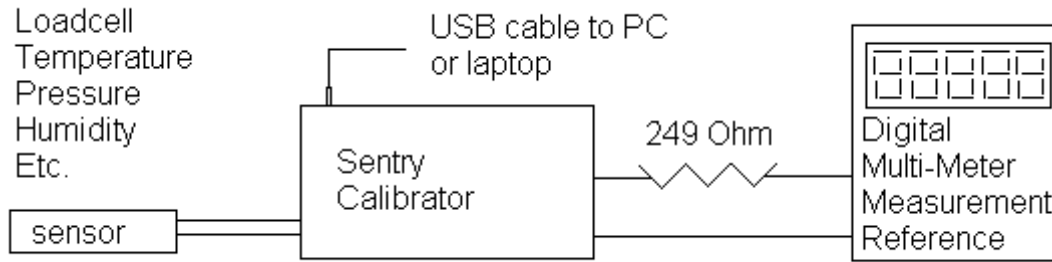 Loadcell
Temperature
Pressure
Humidity
Etc.
sensor
USB cable to PC
or laptop
Sentry
Calibrator
249 Ohm
Digital
Multi-Meter
Measurement
Reference